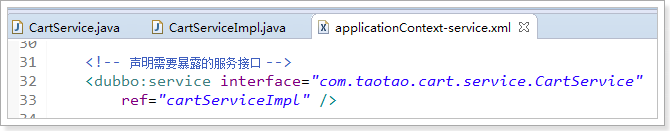 CartService.java CartServiceImpl.java applicationContext-service.xml
30
31 <!-- 声明需要暴露的服务接口 -->
32 <dubbo:service interface="com.taotao.cart.service.CartService"
33 ref="cartServiceImpl" />
34